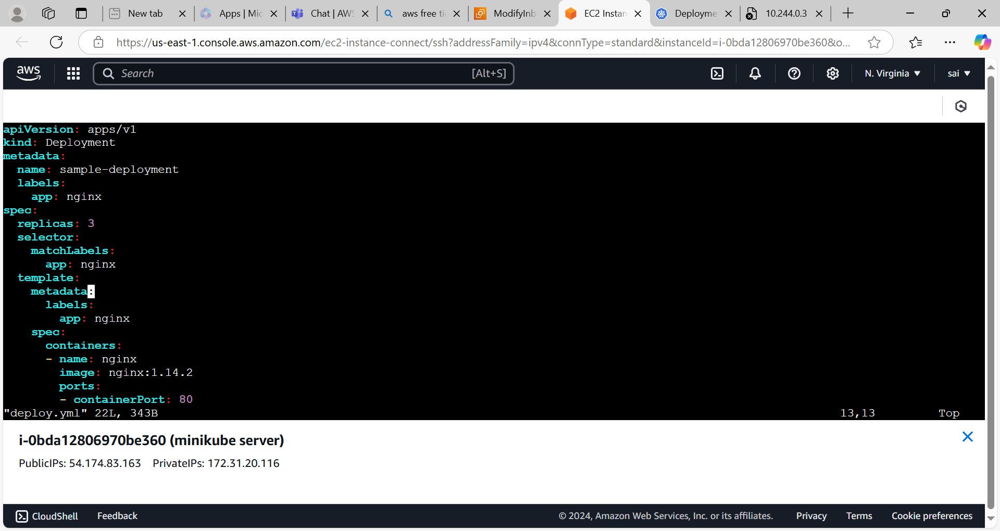 New tab
Apps | Mic
Chat | AWS
aws free ti
ModifyInb
EC2 Instan
Deployme
10.244.0.3
https://us-east-1.console.aws.amazon.com/ec2-instance-connect/ssh?addressFamily=ipv4&connType=standard&instanceId=i-0bda12806970be360&o...
aws
Search
[Alt+S]
N. Virginia
sai
apiVersion: apps/v1
kind: Deployment
metadata:
  name: sample-deployment
  labels:
    app: nginx
spec:
  replicas: 3
  selector:
    matchLabels:
      app: nginx
  template:
    metadata:
      labels:
        app: nginx
    spec:
      containers:
      - name: nginx
        image: nginx:1.14.2
        ports:
        - containerPort: 80
"deploy.yml" 22L, 343B 13,13 Top
i-0bda12806970be360 (minikube server)
PublicIPs: 54.174.83.163 PrivateIPs: 172.31.20.116
CloudShell Feedback © 2024, Amazon Web Services, Inc. or its affiliates. Privacy Terms Cookie preferences